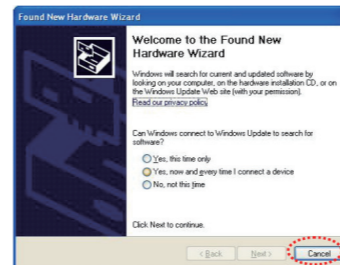 Found New Hardware Wizard
Welcome to the Found New
Hardware Wizard
Windows will search for current and updated software by
looking on your computer, on the hardware installation CD, or on
the Windows Update Web site (with your permission).
Read our privacy policy
Can Windows connect to Windows Update to search for
software?
Yes, this time only
Yes, now and every time I connect a device
No, not this time
Click Next to continue.
< Back
Next >
Cancel